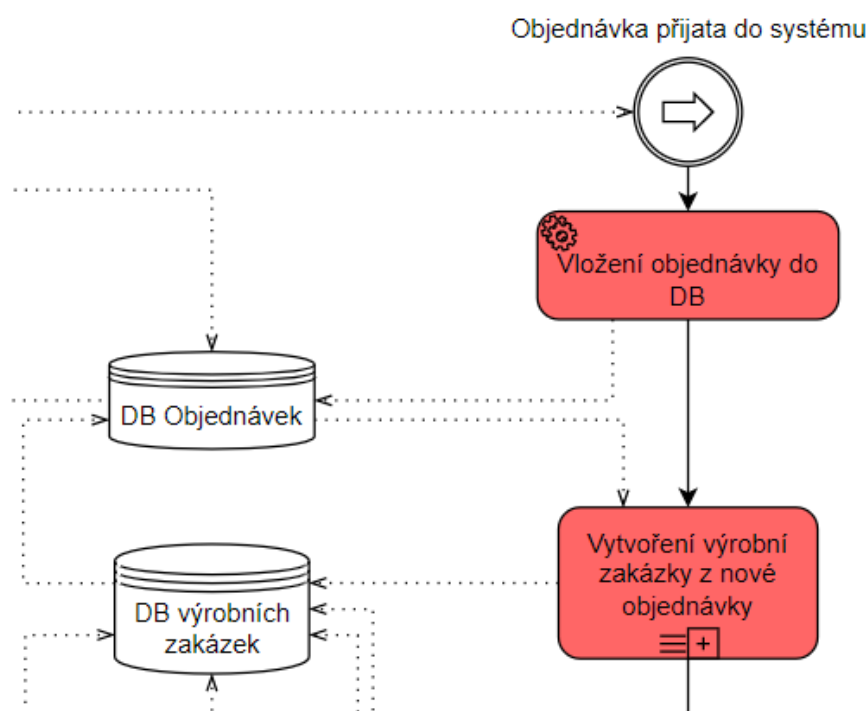 Objednávka přijata do systému
Vložení objednávky do
DB
DB Objednávek
Vytvoření výrobní
zakázky z nové
objednávky
DB výrobních
zakázek